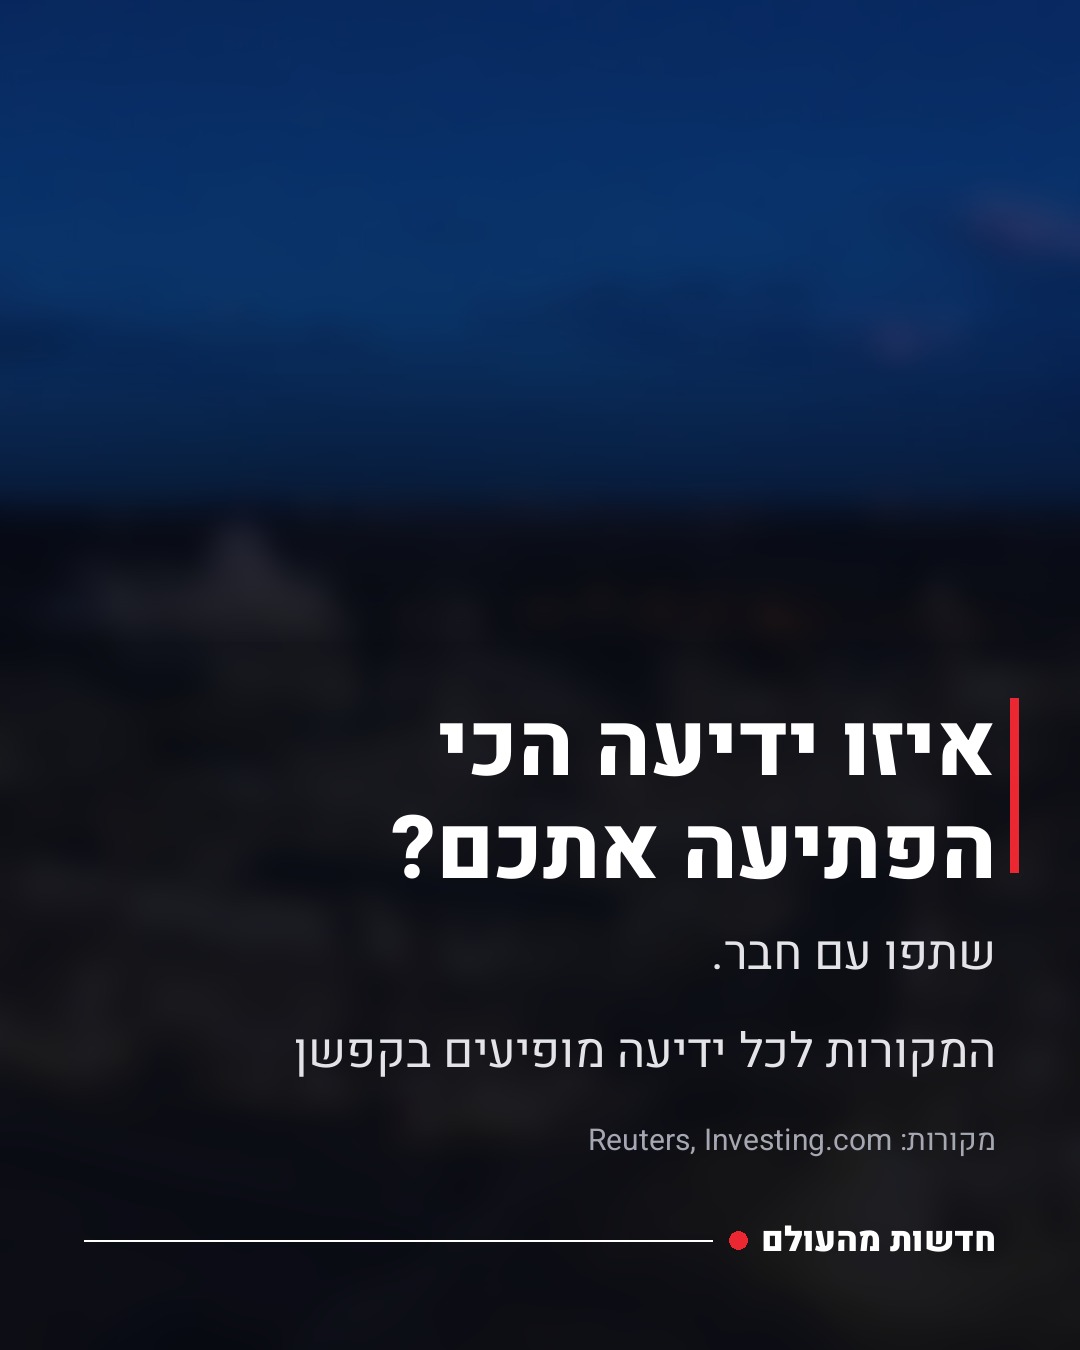 איזו ידיעה הכי
הפתיעה אתכם?
שתפו עם חבר.
המקורות לכל ידיעה מופיעים בקפשן
מקורות: Reuters, Investing.com
חדשות מהעולם